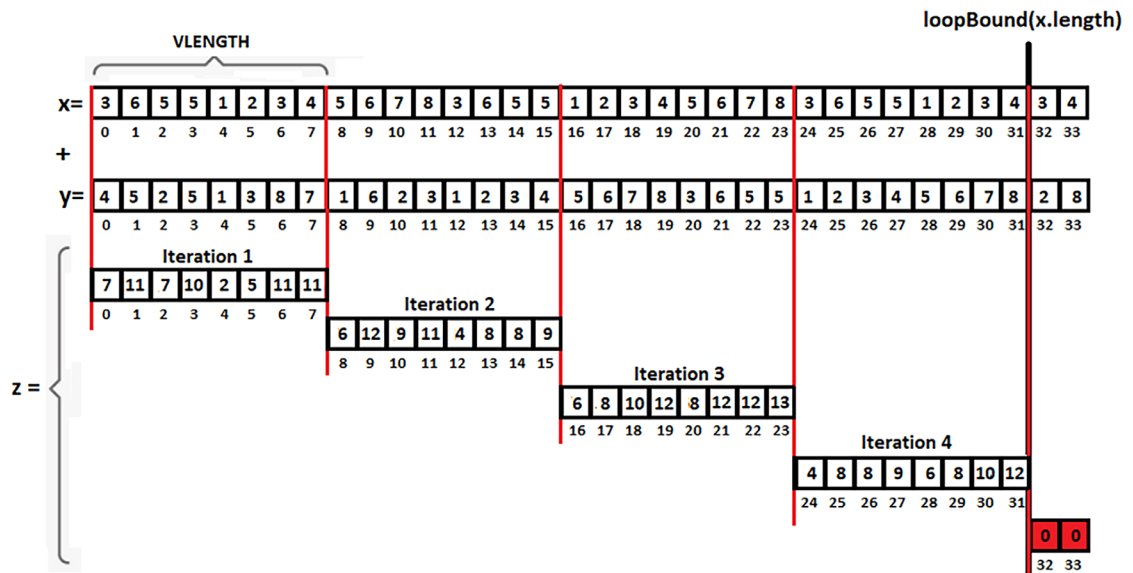 loopBound(x.length)
VLENGTH
x= 3 6 5 5 1 2 3 4 5 6 7 8 3 6 5 5 1 2 3 4 5 6 7 8 3 6 5 5 1 2 3 4 3 4
0 1 2 3 4 5 6 7 8 9 10 11 12 13 14 15 16 17 18 19 20 21 22 23 24 25 26 27 28 29 30 31 32 33
+
y= 4 5 2 5 1 3 8 7 1 6 2 3 1 2 3 4 5 6 7 8 3 6 5 5 1 2 3 4 5 6 7 8 2 8
0 1 2 3 4 5 6 7 8 9 10 11 12 13 14 15 16 17 18 19 20 21 22 23 24 25 26 27 28 29 30 31 32 33
Iteration 1
7 11 7 10 2 5 11 11
0 1 2 3 4 5 6 7
Iteration 2
6 12 9 11 4 8 8 9
8 9 10 11 12 13 14 15
z =
Iteration 3
6 8 10 12 8 12 12 13
16 17 18 19 20 21 22 23
Iteration 4
4 8 8 9 6 8 10 12
24 25 26 27 28 29 30 31
0 0
32 33